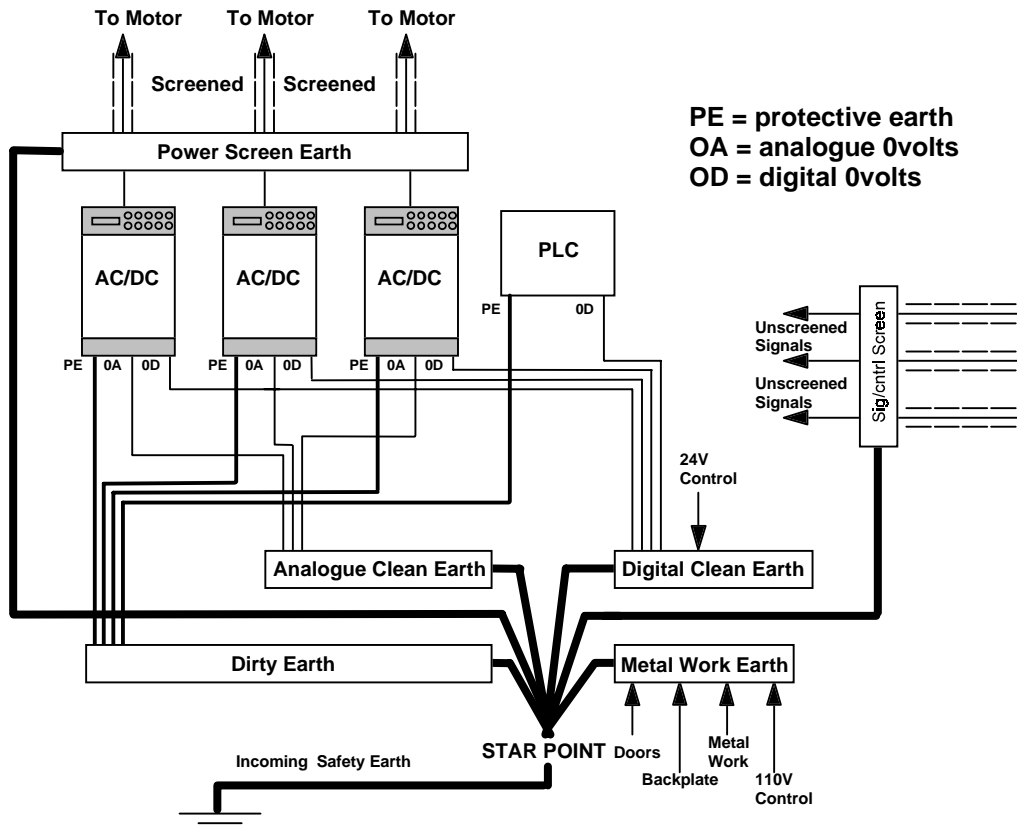 To Motor
To Motor
To Motor
Screened
Screened
PE = protective earth
OA = analogue 0volts
OD = digital 0volts
Power Screen Earth
AC/DC
AC/DC
AC/DC
PLC
PE
0D
PE
0A
0D
PE
0A
0D
PE
0A
0D
Unscreened
Signals
Unscreened
Signals
Sig/cntrl Screen
24V
Control
Analogue Clean Earth
Digital Clean Earth
Dirty Earth
Metal Work Earth
STAR POINT
Doors
Backplate
Metal
Work
110V
Control
Incoming Safety Earth